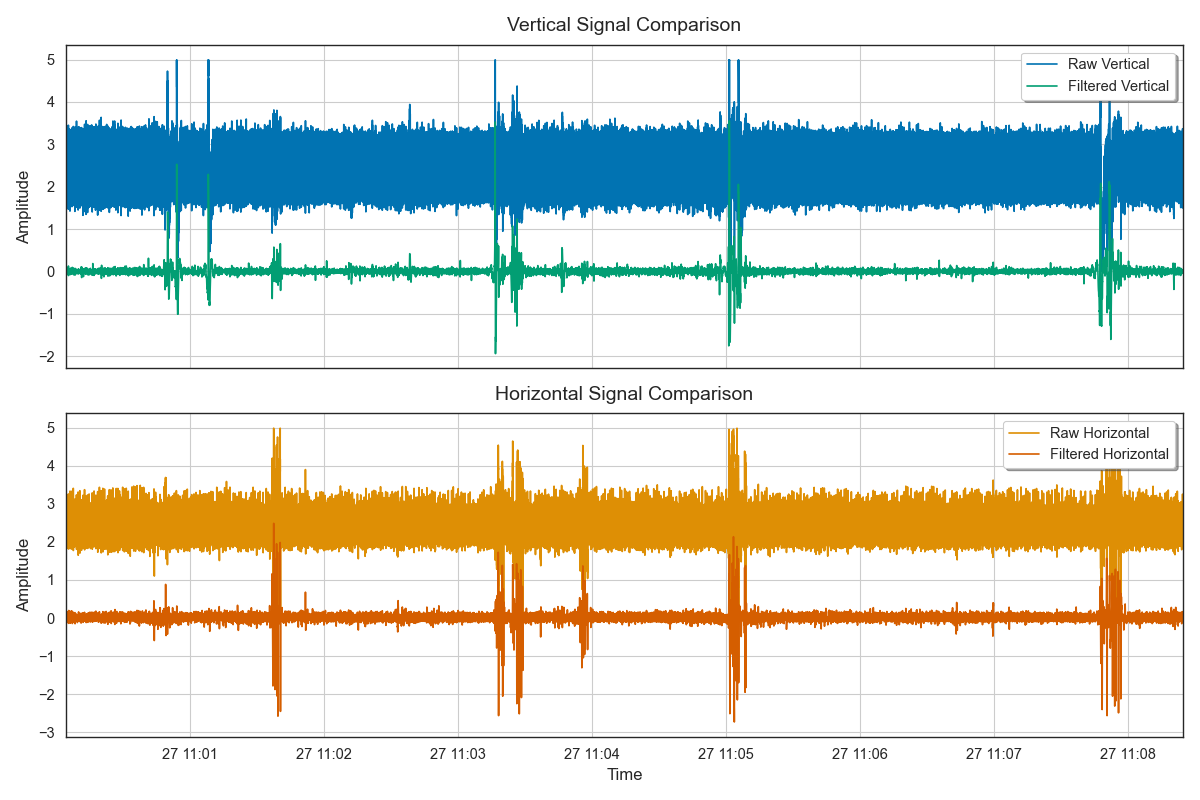 Vertical Signal Comparison
5
4
3
2
1
0
−1
−2
Amplitude
Raw Vertical
Filtered Vertical
Horizontal Signal Comparison
5
4
3
2
1
0
−1
−2
−3
Amplitude
Raw Horizontal
Filtered Horizontal
27 11:01 27 11:02 27 11:03 27 11:04 27 11:05 27 11:06 27 11:07 27 11:08
Time